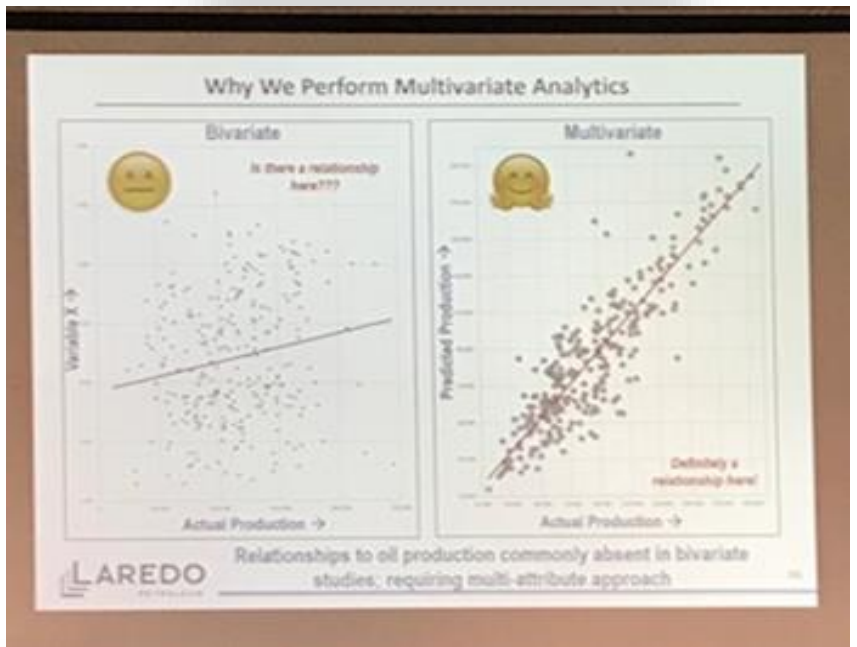 Why We Perform Multivariate Analytics
Bivariate
Is there a relationship
here???
Variable X →
Actual Production →
Multivariate
Predicted Production →
Definitely a
relationship here!
Actual Production →
LAREDO
PETROLEUM
Relationships to oil production commonly absent in bivariate
studies; requiring multi-attribute approach